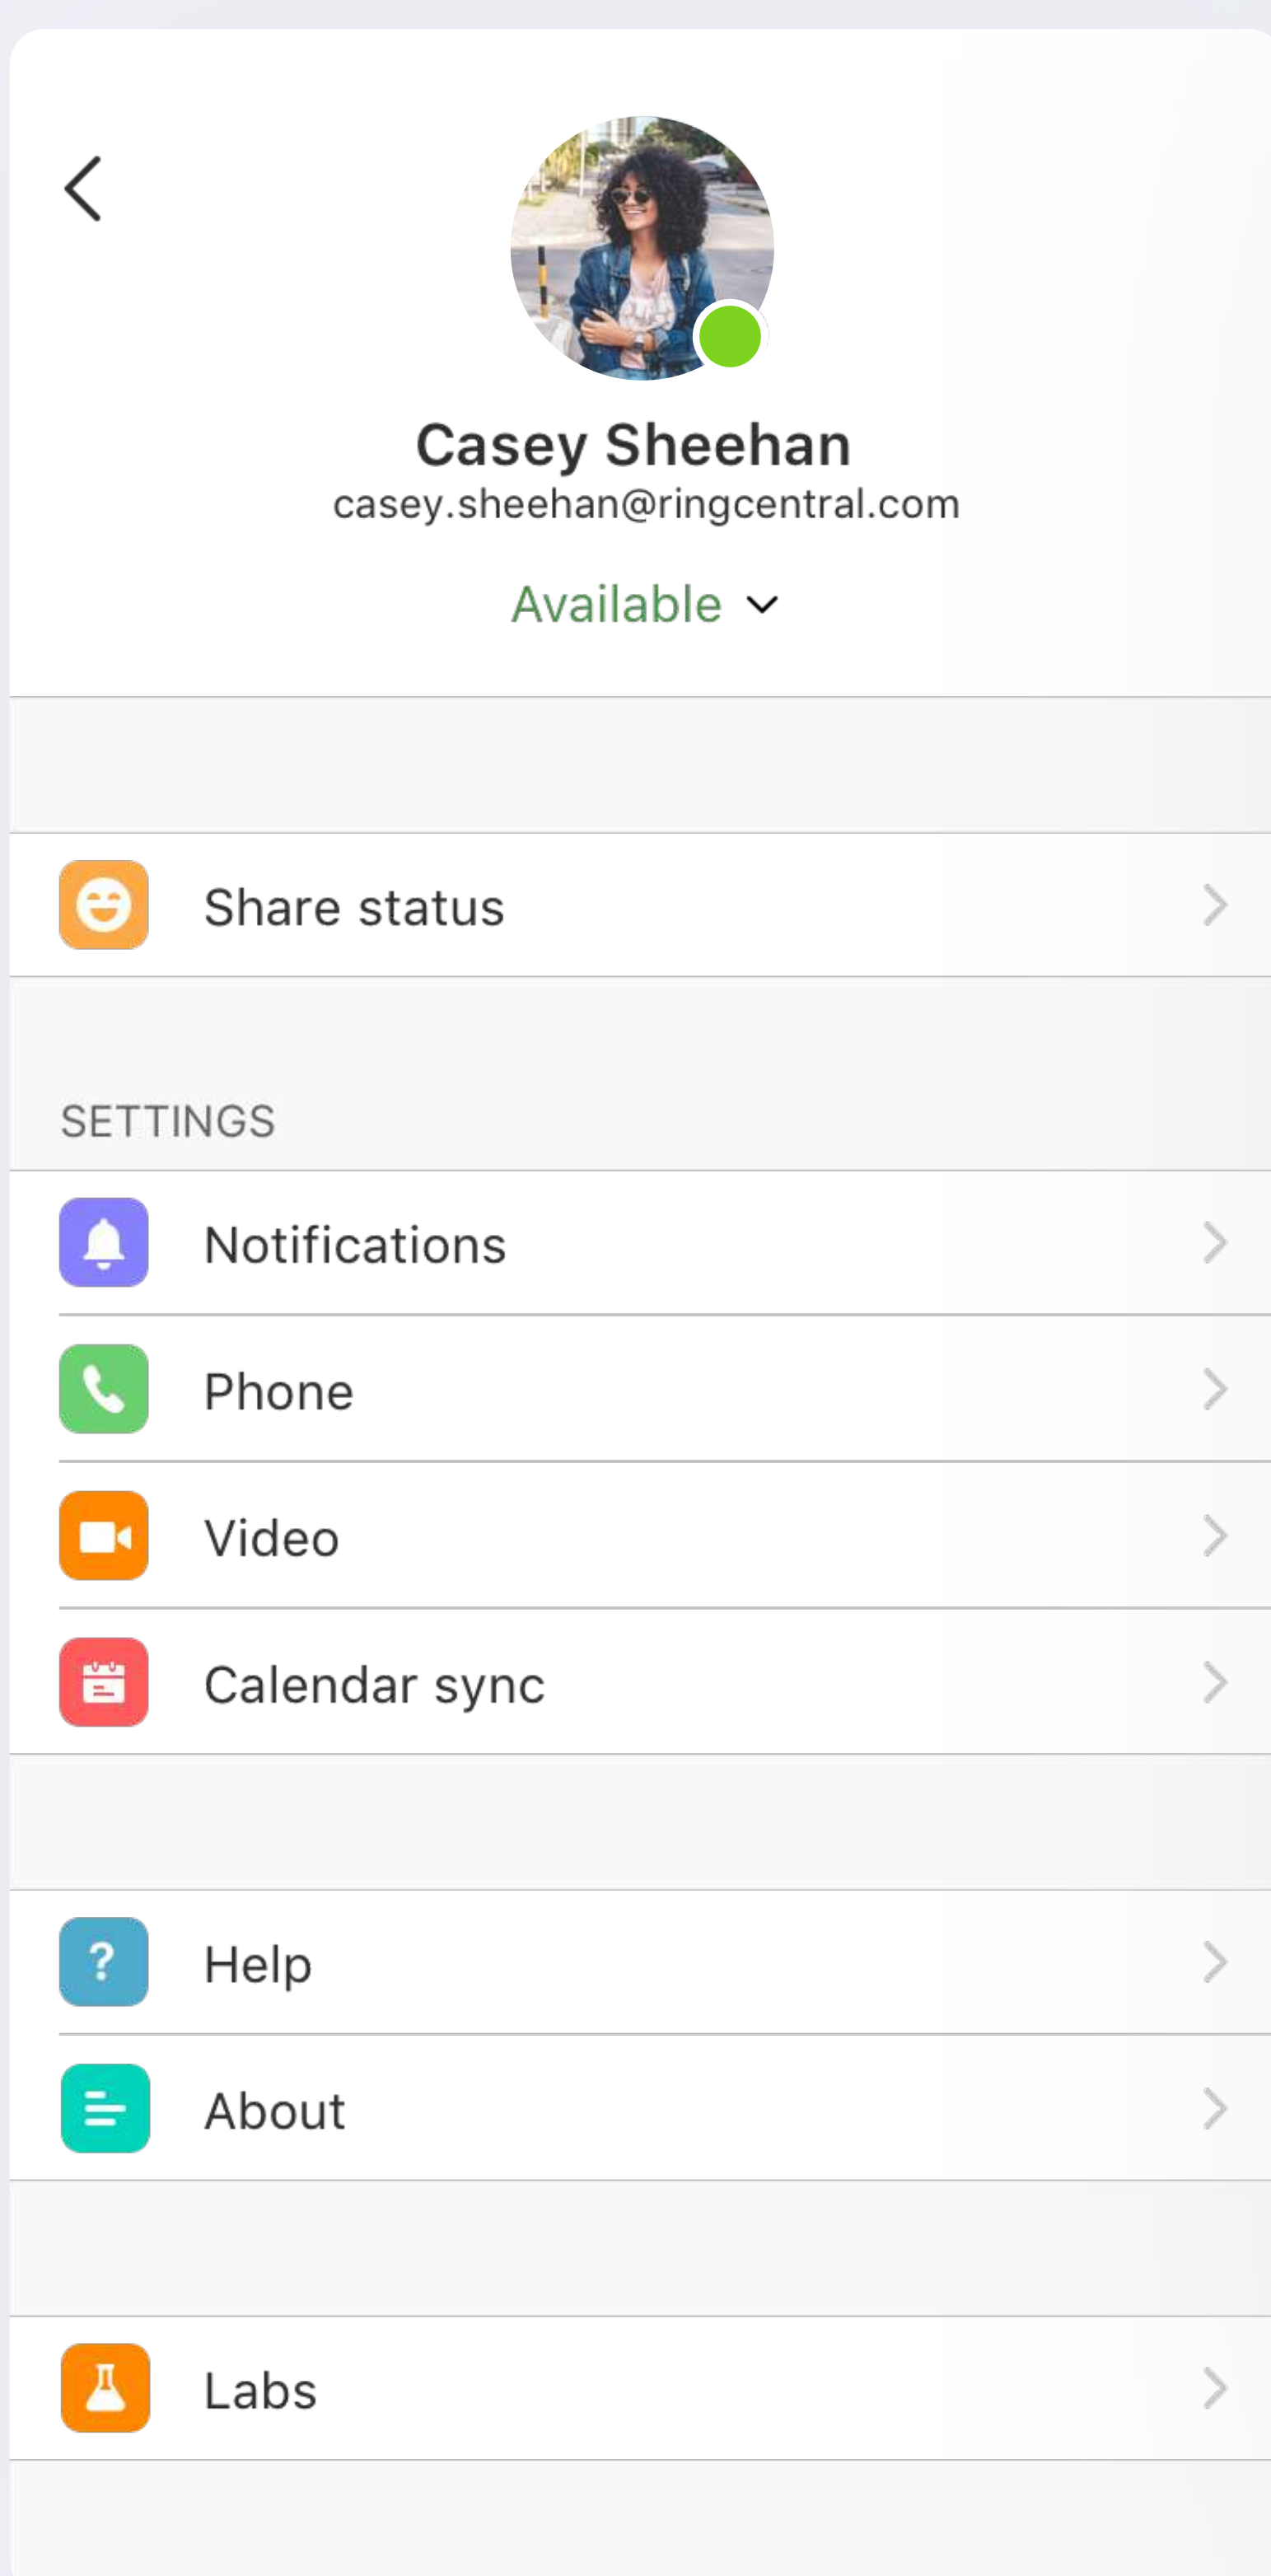 Casey Sheehan
casey.sheehan@ringcentral.com
Available
Share status
SETTINGS
Notifications
Phone
Video
Calendar sync
?
Help
About
Labs